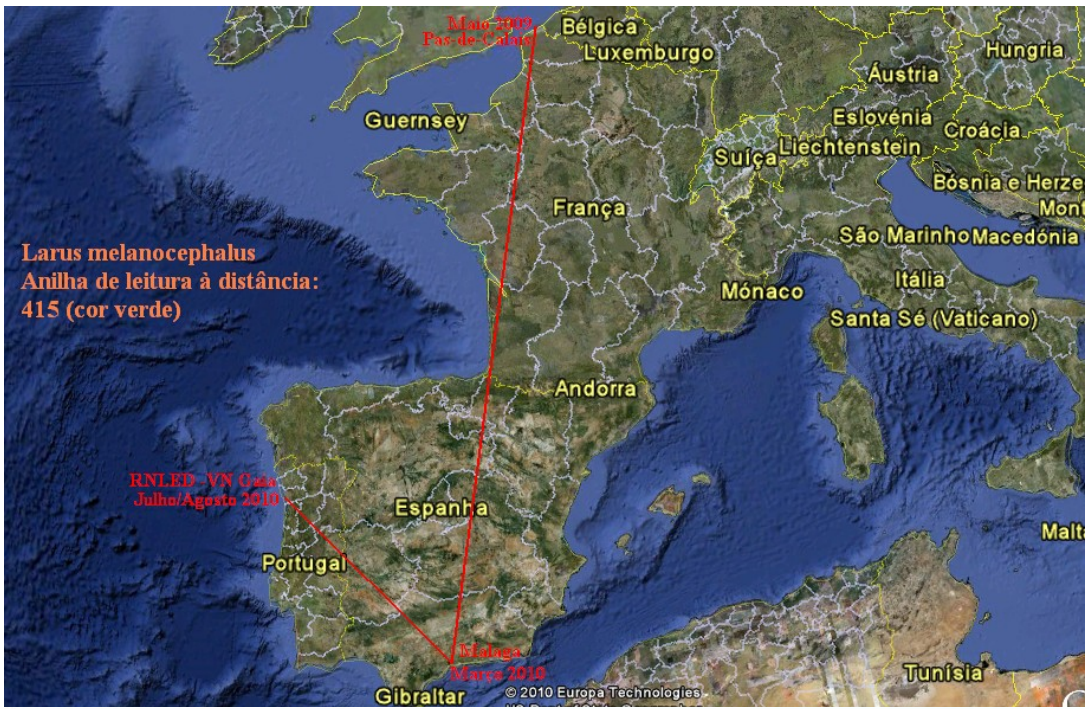 Maio 2009
Pas-de-Calais
Bélgica
Luxemburgo
Hungria
Áustria
Guernsey
Eslovénia
Croácia
Suíça
Liechtenstein
Bósnia e Herze
França
Mont
São Marinho
Macedónia
Larus melanocephalus
Anilha de leitura à distância:
415 (cor verde)
Itália
Mónaco
Santa Sé (Vaticano)
Andorra
RNLED -VN Gaia
Julho/Agosto 2010
Espanha
Malta
Portugal
Malaga
Março 2010
Tunísia
Gibraltar
© 2010 Europa Technologies